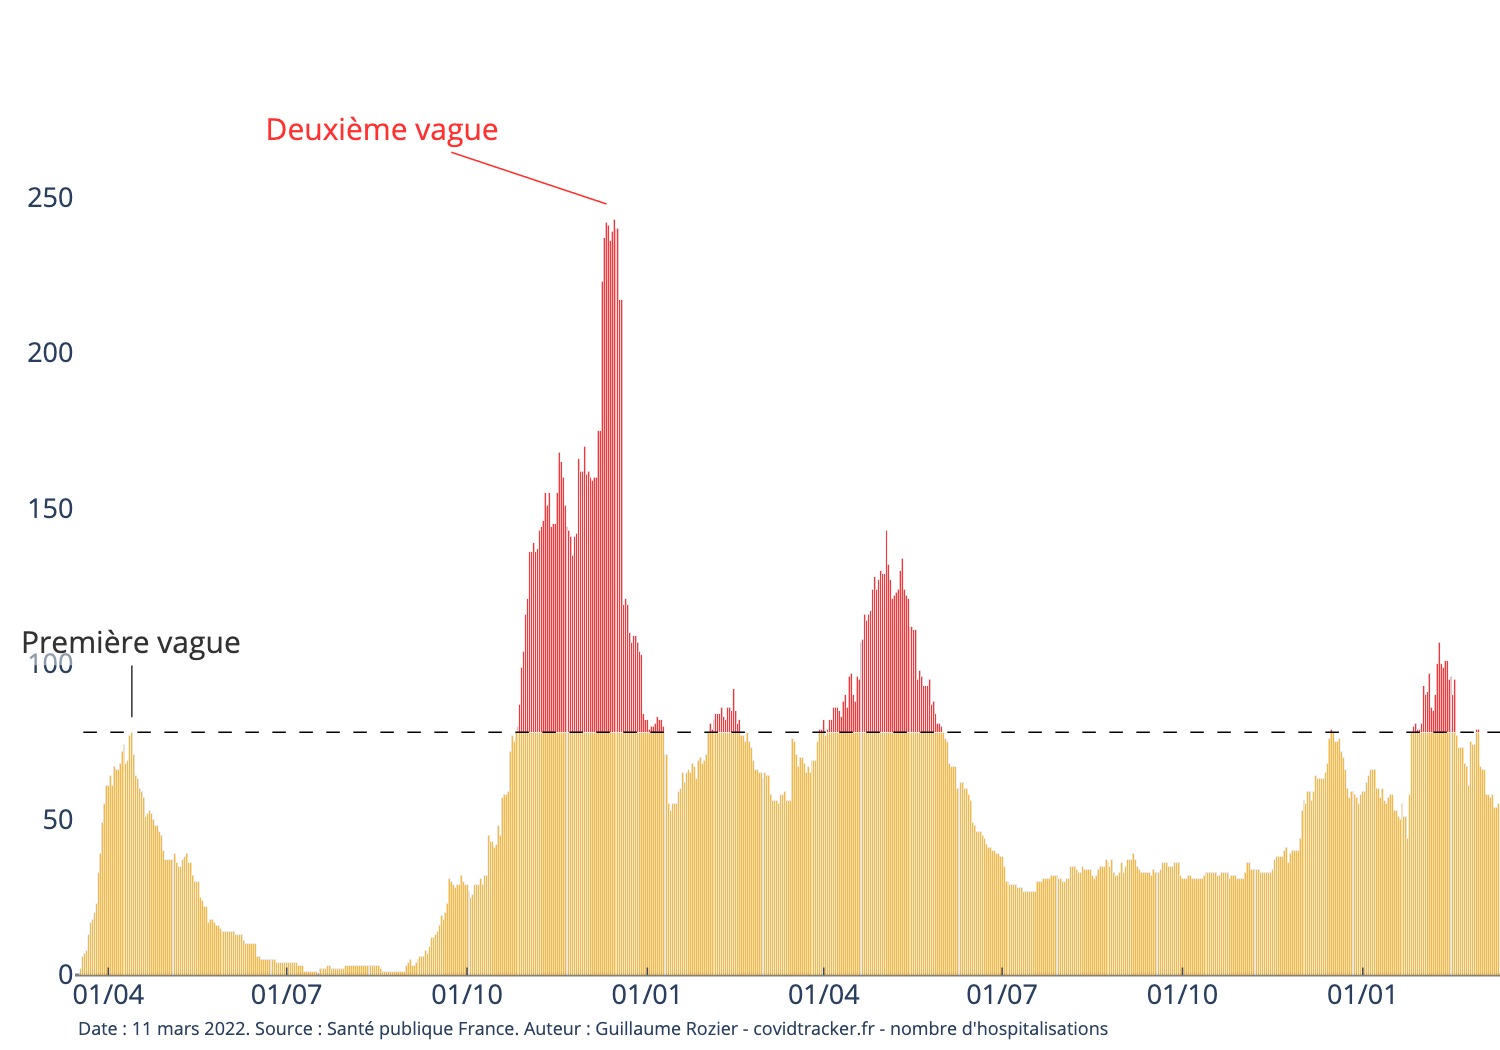 Deuxième vague
250
200
150
Première vague
100
50
0
01/04 01/07 01/10 01/01 01/04 01/07 01/10 01/01
Date : 11 mars 2022. Source : Santé publique France. Auteur : Guillaume Rozier - covidtracker.fr - nombre d'hospitalisations